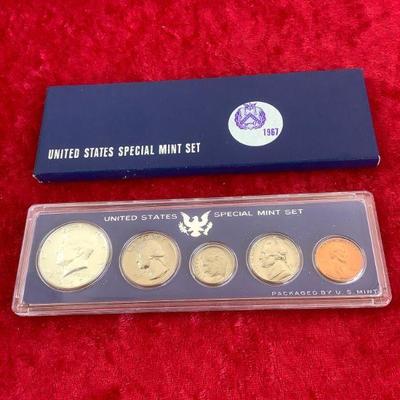 UNITED STATES SPECIAL MINT SET
1967
UNITED STATES SPECIAL MINT SET
PACKAGED BY U.S. MINT